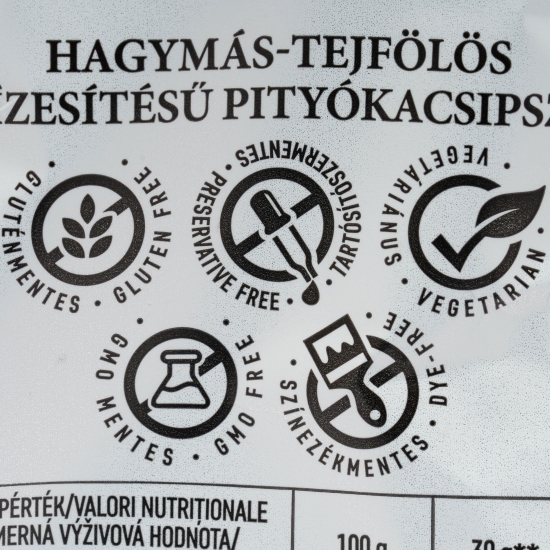 HAGYMÁS-TEJFÖLÖS
ÍZESÍTÉSŰ PITYÓKACSIPSZ
GLUTÉNMENTES • GLUTEN FREE •
PRESERVATIVE FREE • TARTÓSÍTÓSZERMENTES •
VEGETÁRIÁNUS • VEGETARIAN •
GMO MENTES • GMO FREE •
SZÍNEZÉKMENTES • DYE-FREE •
PÉRTÉK/VALORI NUTRIȚIONALE
MERNÁ VÝŽIVOVÁ HODNOTA/
100 g
70 g**